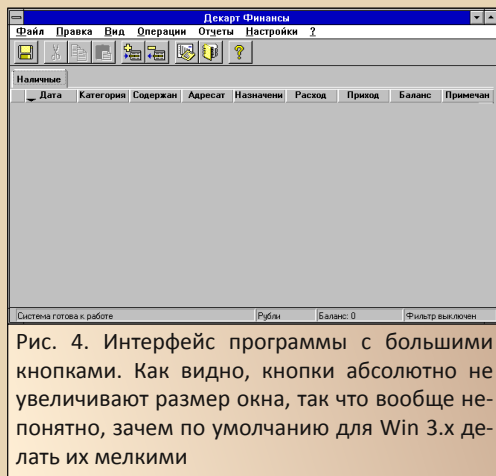 Декарт Финансы
Файл Правка Вид Операции Отчеты Настройки ?
Наличные
Дата Категория Содержан Адресат Назначени Расход Приход Баланс Примечан
Система готова к работе Рубли Баланс: 0 Фильтр выключен
Рис. 4. Интерфейс программы с большими
кнопками. Как видно, кнопки абсолютно не
увеличивают размер окна, так что вообще не-
понятно, зачем по умолчанию для Win 3.x де-
лать их мелкими